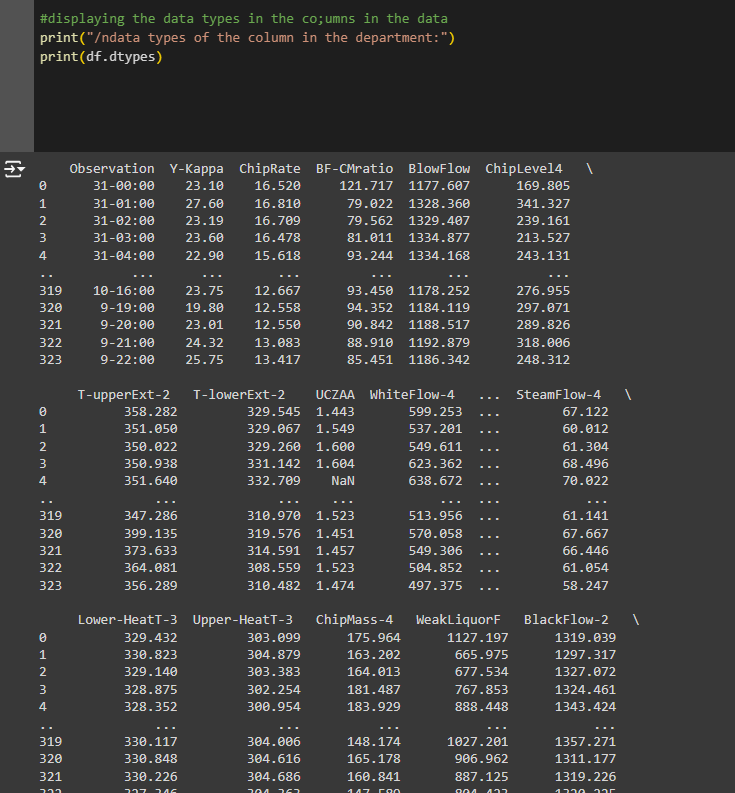 #displaying the data types in the co;umns in the data
print("/ndata types of the column in the department:")
print(df.dtypes)
Observation Y-Kappa ChipRate BF-CMratio BlowFlow ChipLevel4 \
0 31-00:00 23.10 16.520 121.717 1177.607 169.805
1 31-01:00 27.60 16.810 79.022 1328.360 341.327
2 31-02:00 23.19 16.709 79.562 1329.407 239.161
3 31-03:00 23.60 16.478 81.011 1334.877 213.527
4 31-04:00 22.90 15.618 93.244 1334.168 243.131
.. ... ... ... ... ... ...
319 10-16:00 23.75 12.667 93.450 1178.252 276.955
320 9-19:00 19.80 12.558 94.352 1184.119 297.071
321 9-20:00 23.01 12.550 90.842 1188.517 289.826
322 9-21:00 24.32 13.083 88.910 1192.879 318.006
323 9-22:00 25.75 13.417 85.451 1186.342 248.312
T-upperExt-2 T-lowerExt-2 UCZAA WhiteFlow-4 ... SteamFlow-4 \
0 358.282 329.545 1.443 599.253 ... 67.122
1 351.050 329.067 1.549 537.201 ... 60.012
2 350.022 329.260 1.600 549.611 ... 61.304
3 350.938 331.142 1.604 623.362 ... 68.496
4 351.640 332.709 NaN 638.672 ... 70.022
.. ... ... ... ... ... ...
319 347.286 310.970 1.523 513.956 ... 61.141
320 399.135 319.576 1.451 570.058 ... 67.667
321 373.633 314.591 1.457 549.306 ... 66.446
322 364.081 308.559 1.523 504.852 ... 61.054
323 356.289 310.482 1.474 497.375 ... 58.247
Lower-HeatT-3 Upper-HeatT-3 ChipMass-4 WeakLiquorF BlackFlow-2 \
0 329.432 303.099 175.964 1127.197 1319.039
1 330.823 304.879 163.202 665.975 1297.317
2 329.140 303.383 164.013 677.534 1327.072
3 328.875 302.254 181.487 767.853 1324.461
4 328.352 300.954 183.929 888.448 1343.424
.. ... ... ... ... ...
319 330.117 304.006 148.174 1027.201 1357.271
320 330.848 304.616 165.178 906.962 1311.177
321 330.226 304.686 160.841 887.125 1319.226